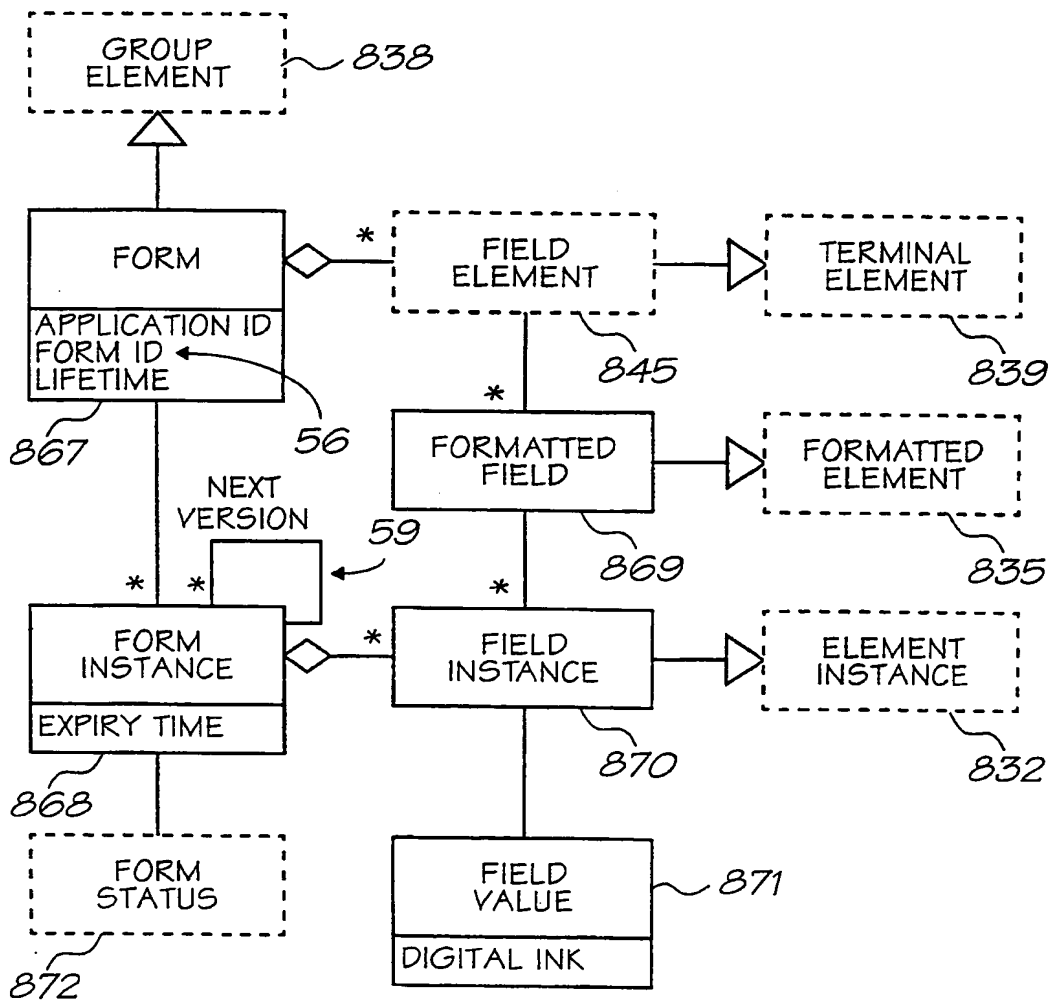 GROUP
ELEMENT
838
FORM
*
FIELD
ELEMENT
TERMINAL
ELEMENT
APPLICATION ID
FORM ID
LIFETIME
845
839
867
56
*
FORMATTED
FIELD
FORMATTED
ELEMENT
NEXT
VERSION
59
869
835
*
*
*
*
FORM
INSTANCE
FIELD
INSTANCE
ELEMENT
INSTANCE
EXPIRY TIME
868
870
832
FORM
STATUS
FIELD
VALUE
871
872
DIGITAL INK